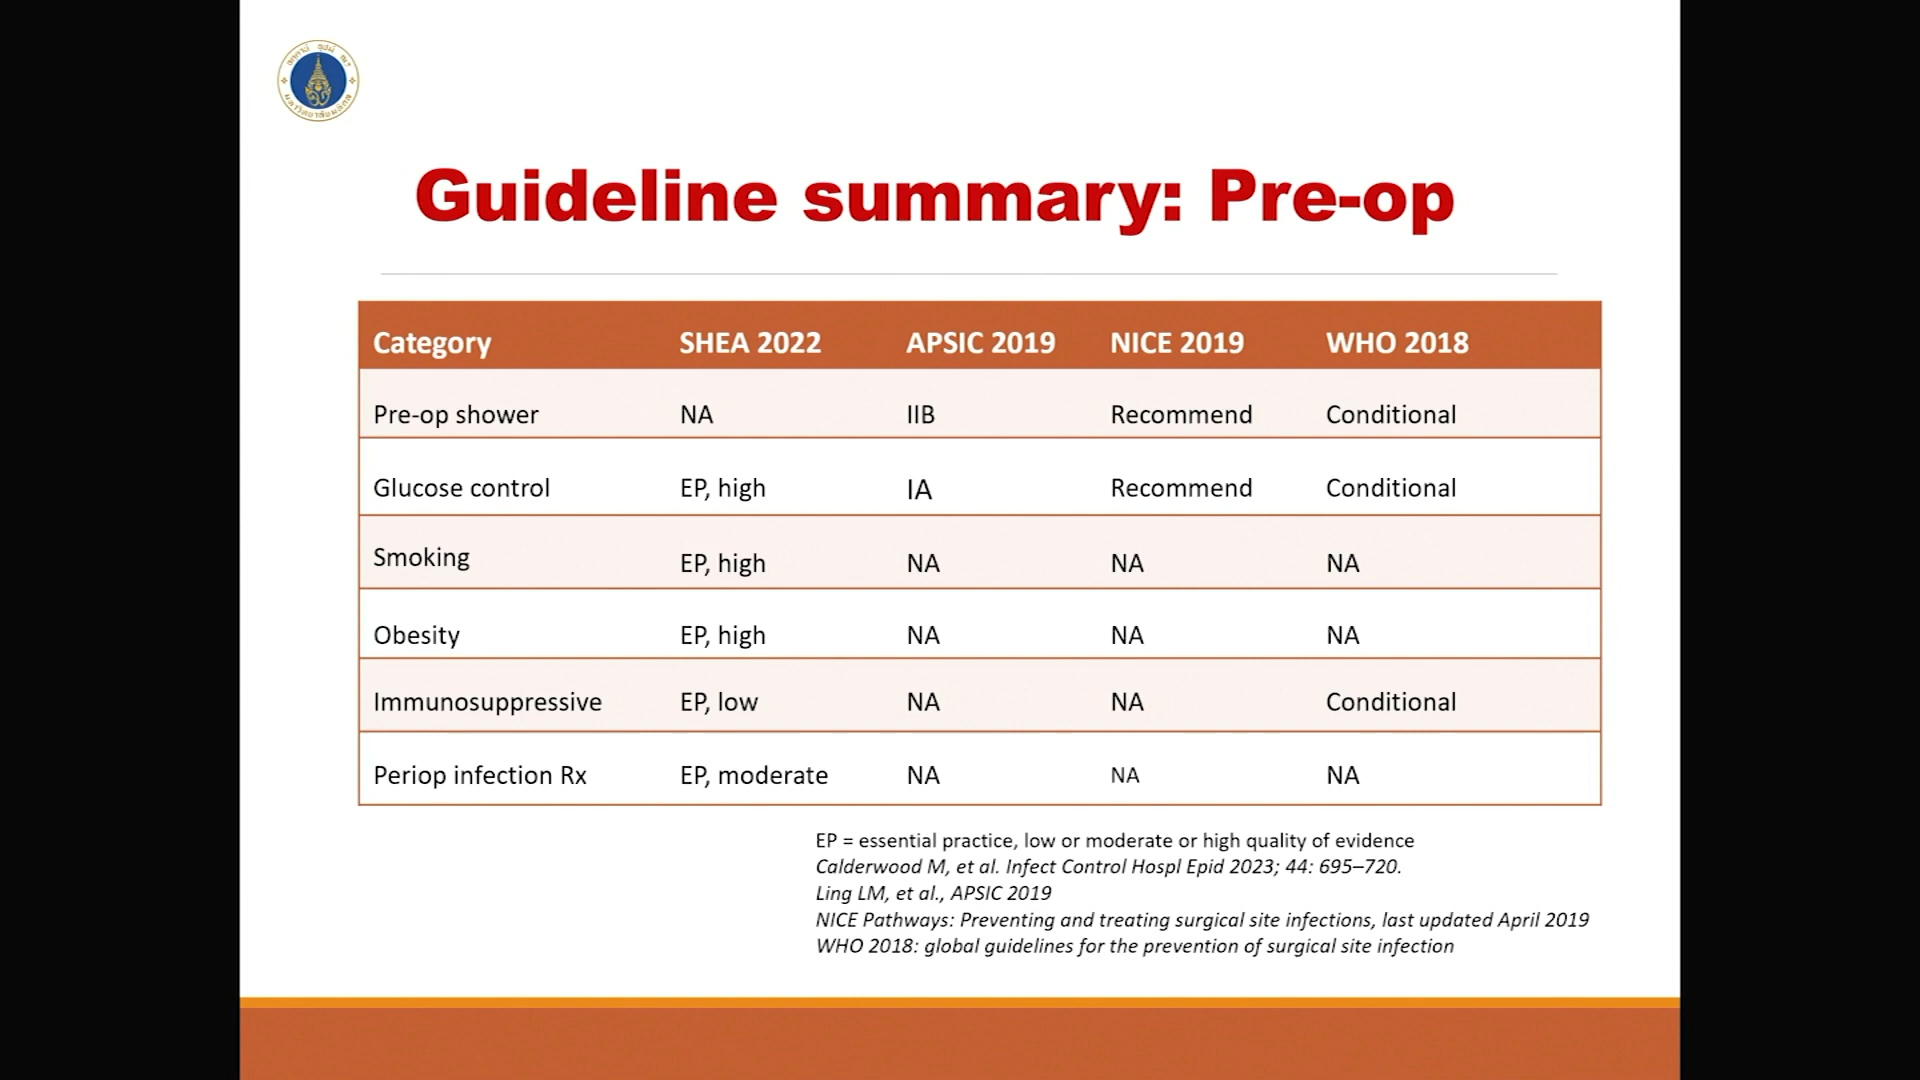 Guideline summary: Pre-op
Category SHEA 2022 APSIC 2019 NICE 2019 WHO 2018
Pre-op shower NA IIB Recommend Conditional
Glucose control EP, high IA Recommend Conditional
Smoking EP, high NA NA NA
Obesity EP, high NA NA NA
Immunosuppressive EP, low NA NA Conditional
Periop infection Rx EP, moderate NA NA NA
EP = essential practice, low or moderate or high quality of evidence
Calderwood M, et al. Infect Control Hospl Epid 2023; 44: 695–720.
Ling LM, et al., APSIC 2019
NICE Pathways: Preventing and treating surgical site infections, last updated April 2019
WHO 2018: global guidelines for the prevention of surgical site infection